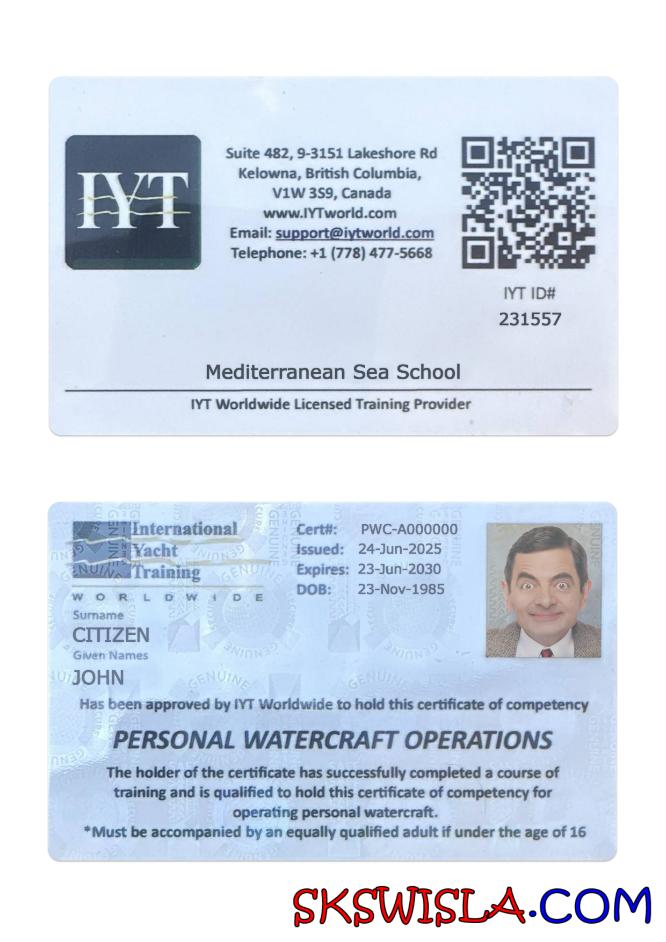 IYT
Suite 482, 9-3151 Lakeshore Rd
Kelowna, British Columbia,
V1W 3S9, Canada
www.IYTworld.com
Email: support@iytworld.com
Telephone: +1 (778) 477-5668
IYT ID#
231557
Mediterranean Sea School
IYT Worldwide Licensed Training Provider
International
Yacht
Training
WORLDWIDE
Cert#: PWC-A000000
Issued: 24-Jun-2025
Expires: 23-Jun-2030
DOB: 23-Nov-1985
Surname
CITIZEN
Given Names
JOHN
Has been approved by IYT Worldwide to hold this certificate of competency
PERSONAL WATERCRAFT OPERATIONS
The holder of the certificate has successfully completed a course of
training and is qualified to hold this certificate of competency for
operating personal watercraft.
*Must be accompanied by an equally qualified adult if under the age of 16
GENUINE
SKSWISLA.COM